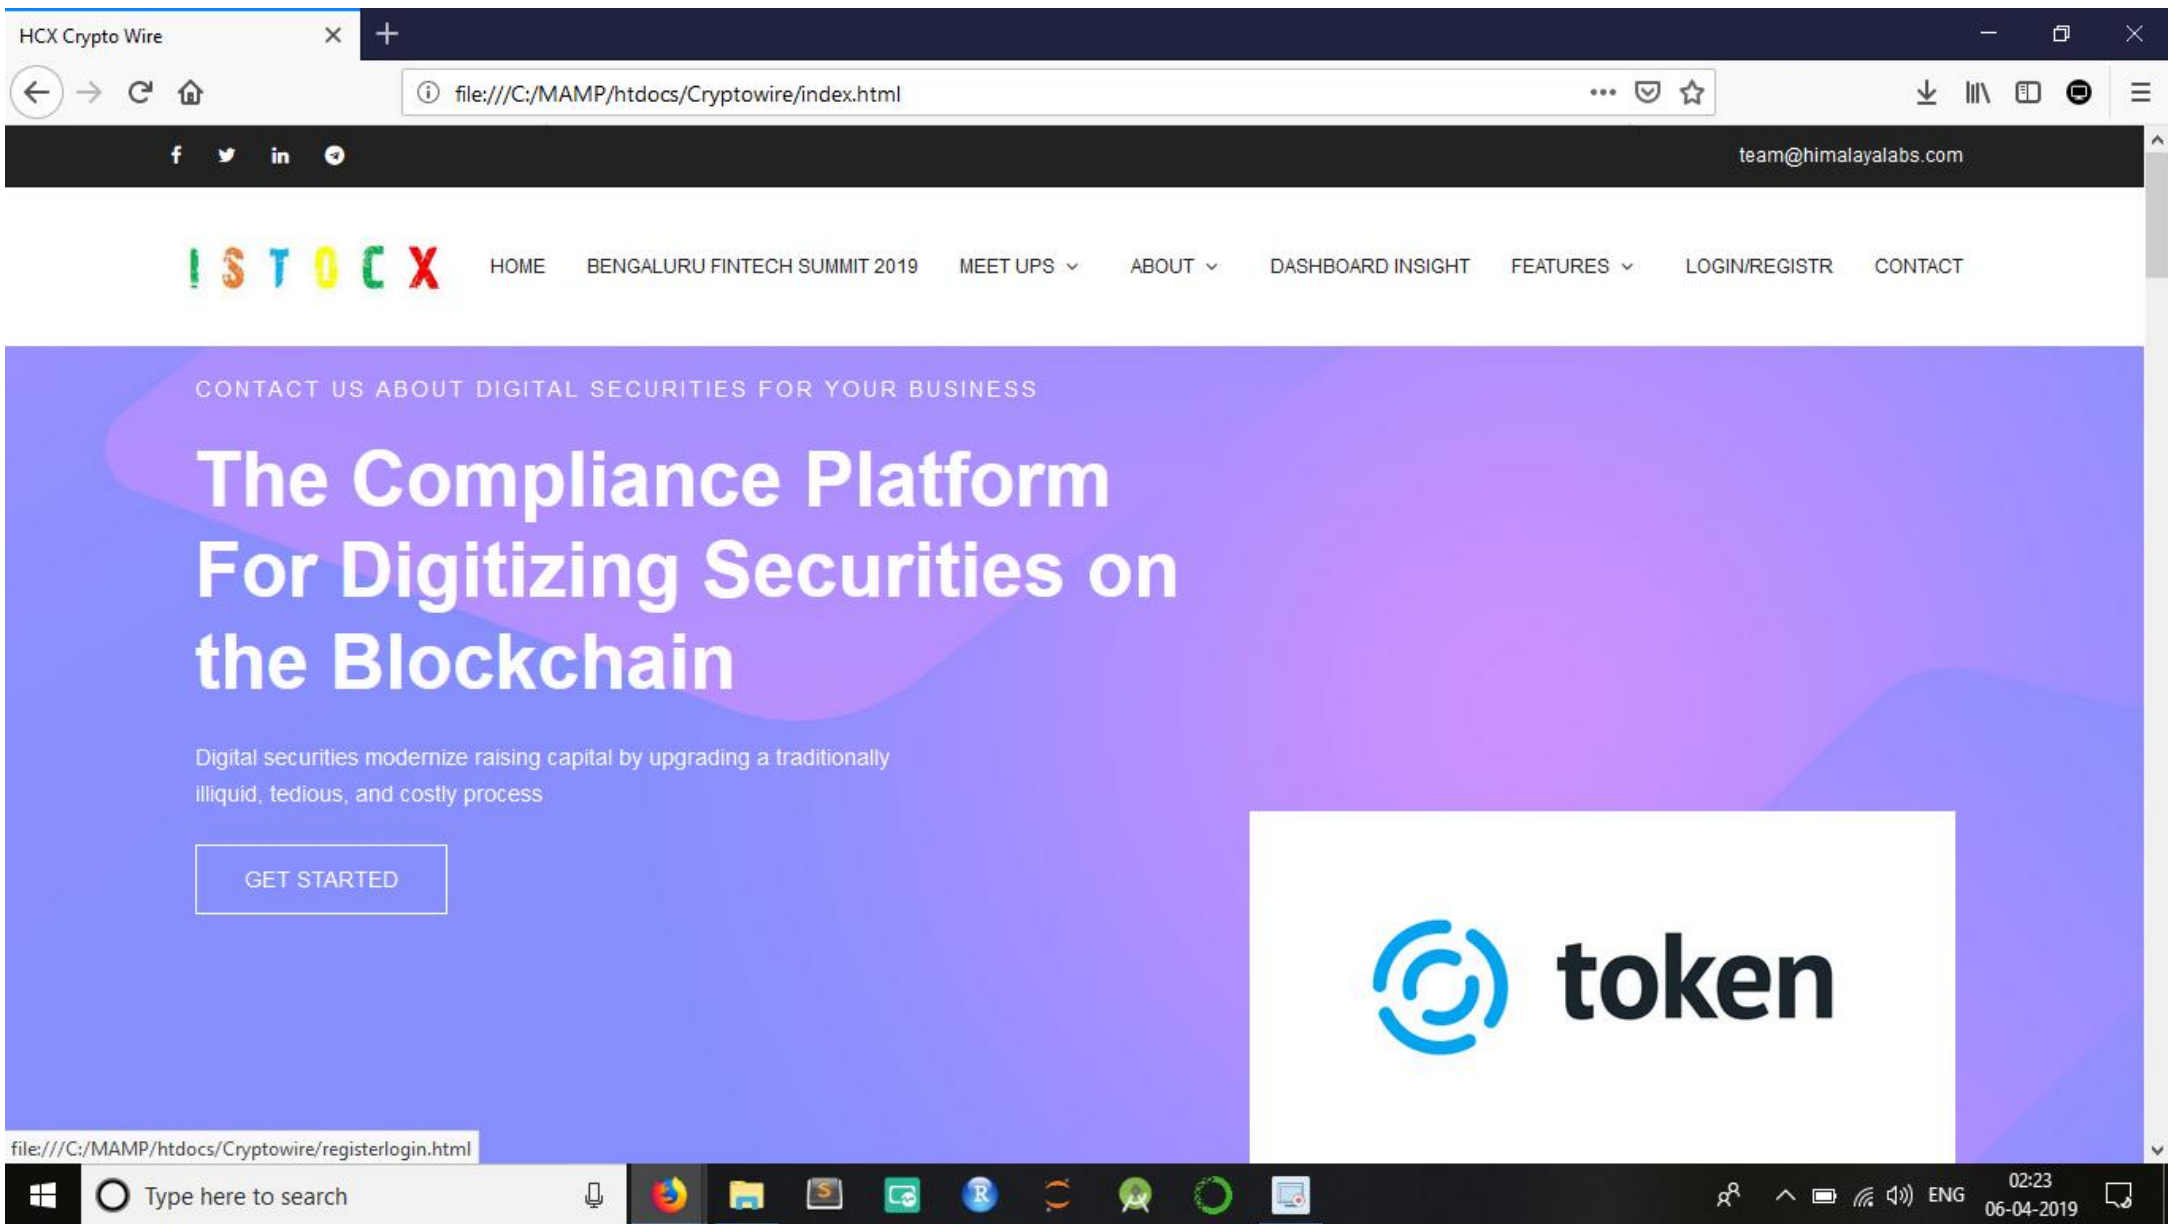 HCX Crypto Wire
file:///C:/MAMP/htdocs/Cryptowire/index.html
team@himalayalabs.com
ISTOCX HOME BENGALURU FINTECH SUMMIT 2019 MEET UPS ABOUT DASHBOARD INSIGHT FEATURES LOGIN/REGISTR CONTACT
CONTACT US ABOUT DIGITAL SECURITIES FOR YOUR BUSINESS
The Compliance Platform
For Digitizing Securities on
the Blockchain
Digital securities modernize raising capital by upgrading a traditionally
illiquid, tedious, and costly process
GET STARTED
token
file:///C:/MAMP/htdocs/Cryptowire/registerlogin.html
Type here to search
ENG
02:23
06-04-2019